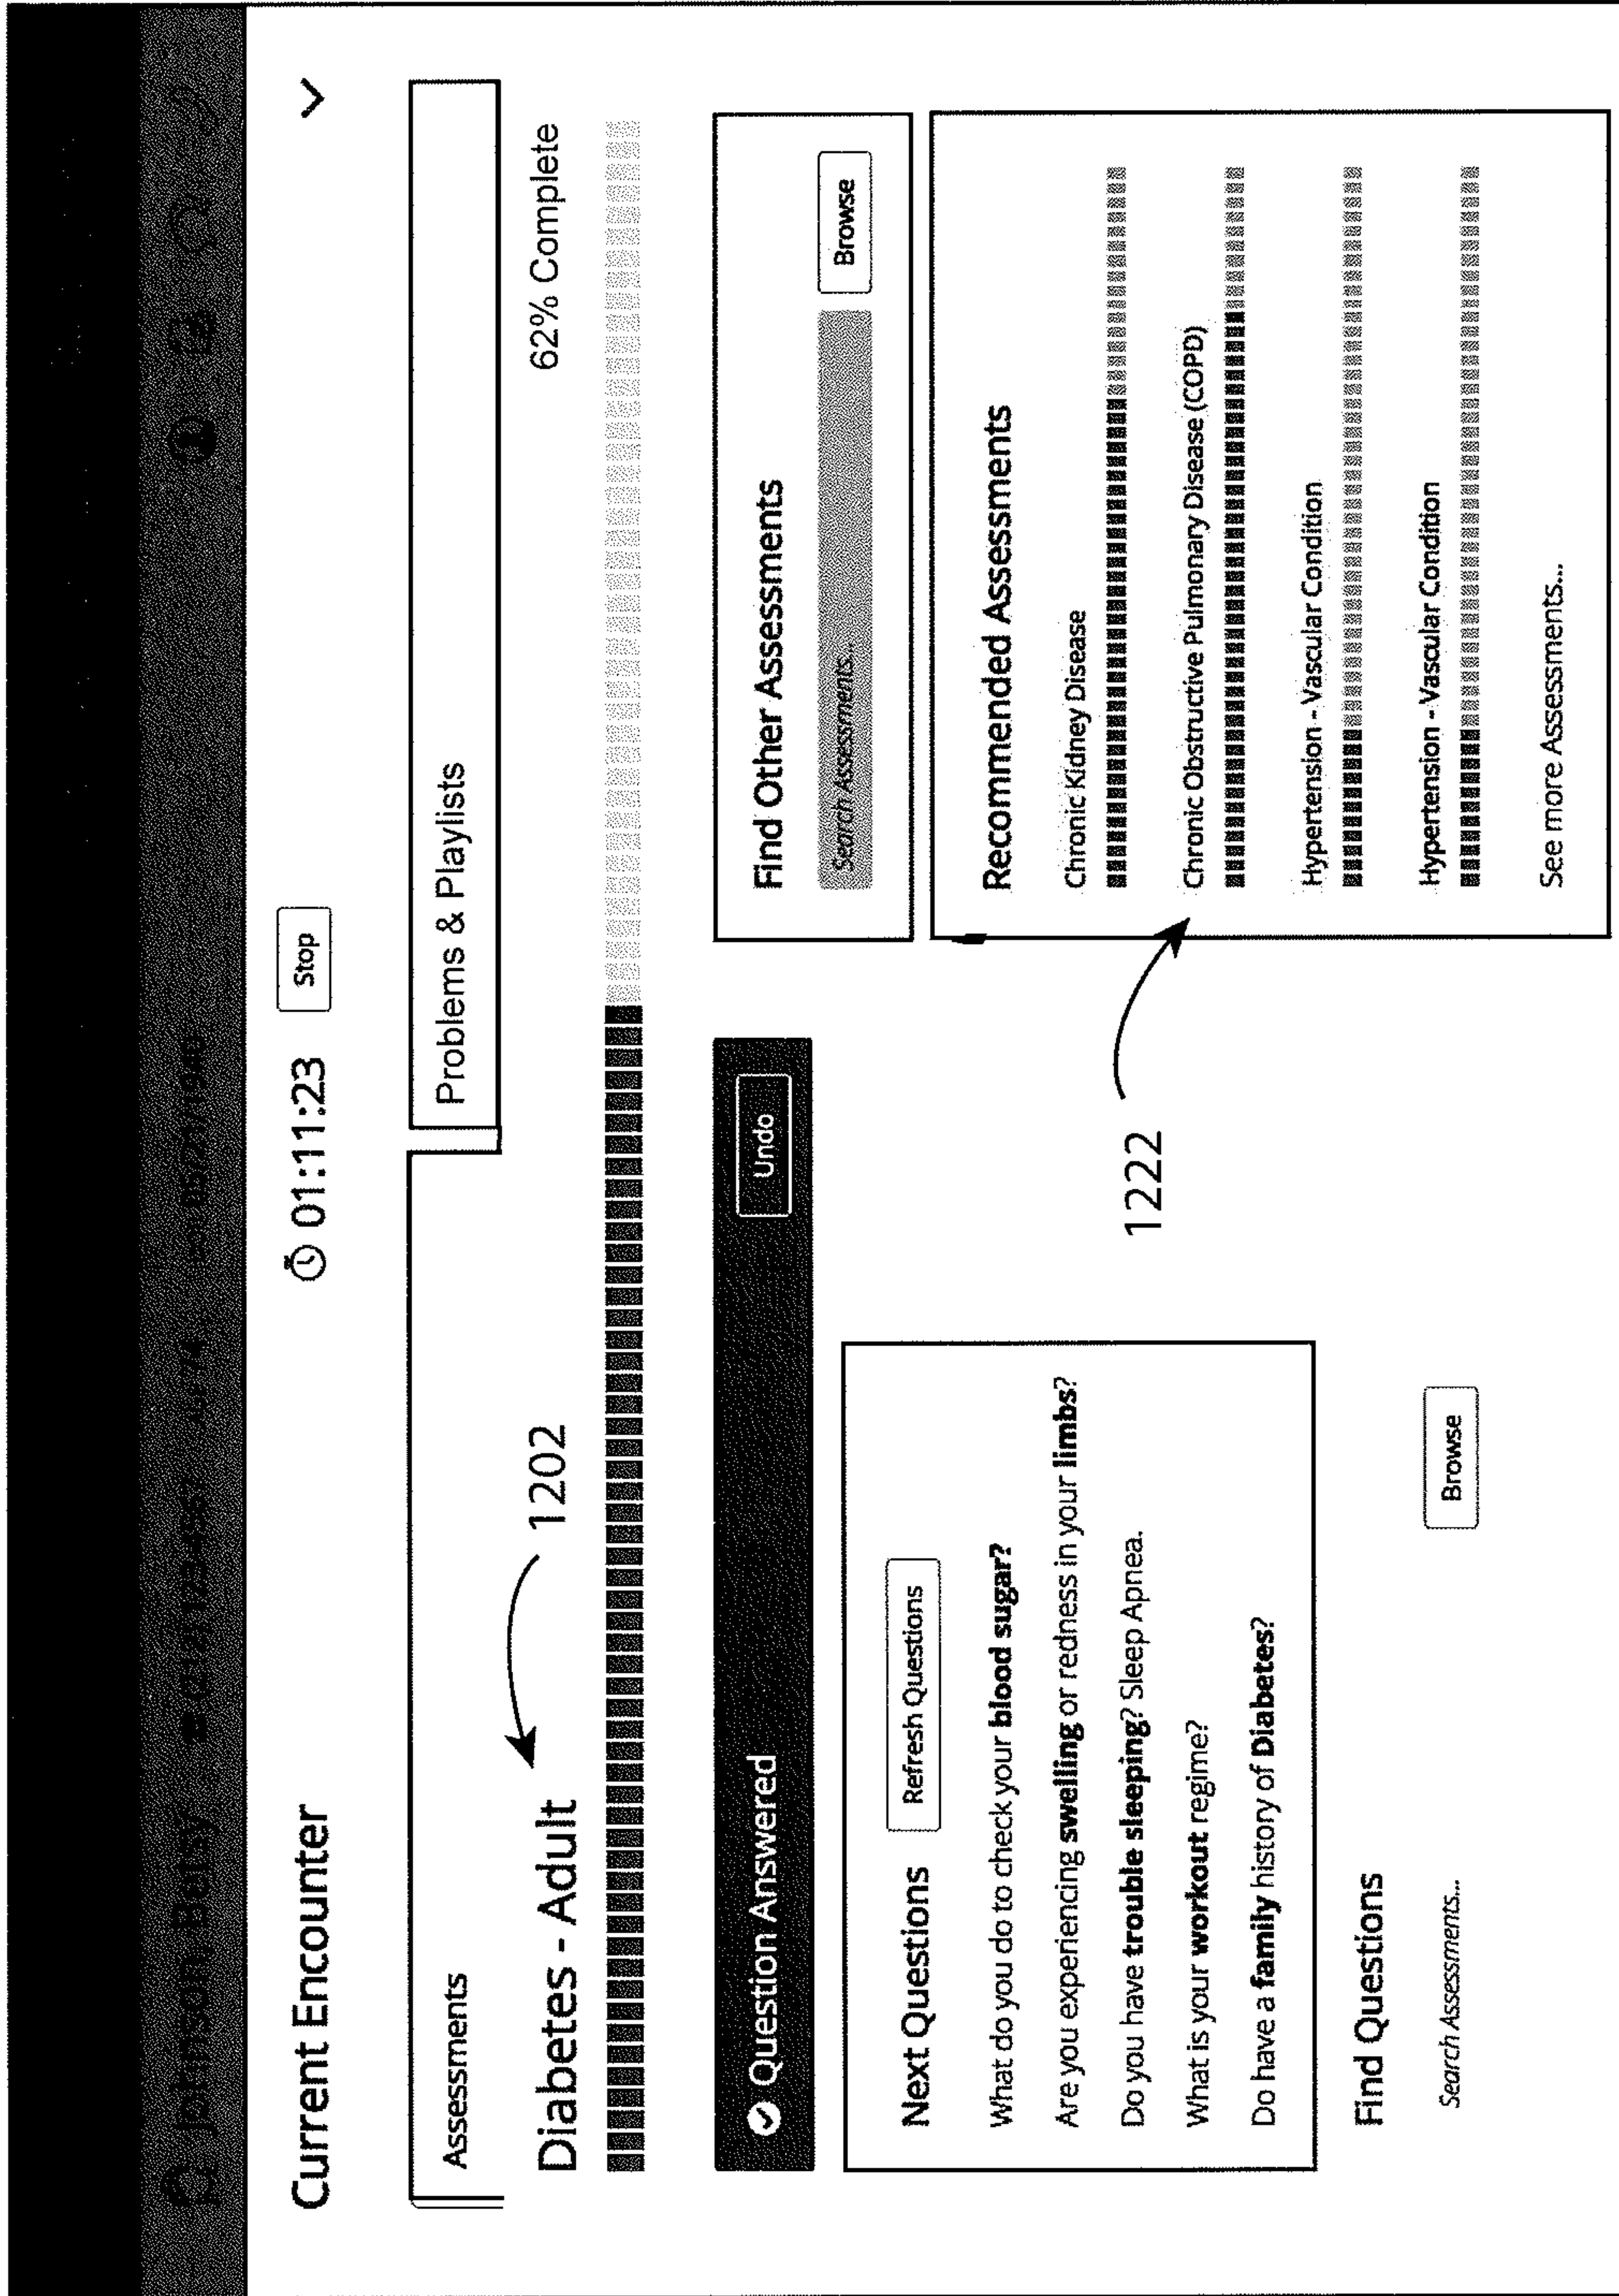 Johnson, Betsy
Current Encounter
01:11:23
Stop
Assessments
Problems & Playlists
Diabetes - Adult
1202
62% Complete
Question Answered
Undo
Next Questions
Refresh Questions
What do you do to check your blood sugar?
Are you experiencing swelling or redness in your limbs?
Do you have trouble sleeping? Sleep Apnea.
What is your workout regime?
Do have a family history of Diabetes?
Find Questions
Search Assessments...
Browse
Find Other Assessments
Search Assessments...
Browse
1222
Recommended Assessments
Chronic Kidney Disease
Chronic Obstructive Pulmonary Disease (COPD)
Hypertension - Vascular Condition
Hypertension - Vascular Condition
See more Assessments...